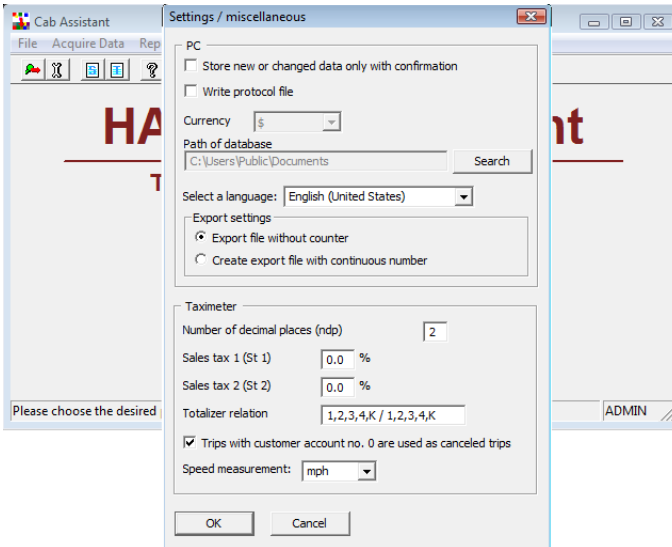 Cab Assistant
File Acquire Data Rep
S T ?
HA
nt
T
Please choose the desired
ADMIN
Settings / miscellaneous
PC
Store new or changed data only with confirmation
Write protocol file
Currency $
Path of database
C:\Users\Public\Documents Search
Select a language: English (United States)
Export settings
Export file without counter
Create export file with continuous number
Taximeter
Number of decimal places (ndp) 2
Sales tax 1 (St 1) 0.0 %
Sales tax 2 (St 2) 0.0 %
Totalizer relation 1,2,3,4,K / 1,2,3,4,K
Trips with customer account no. 0 are used as canceled trips
Speed measurement: mph
OK Cancel